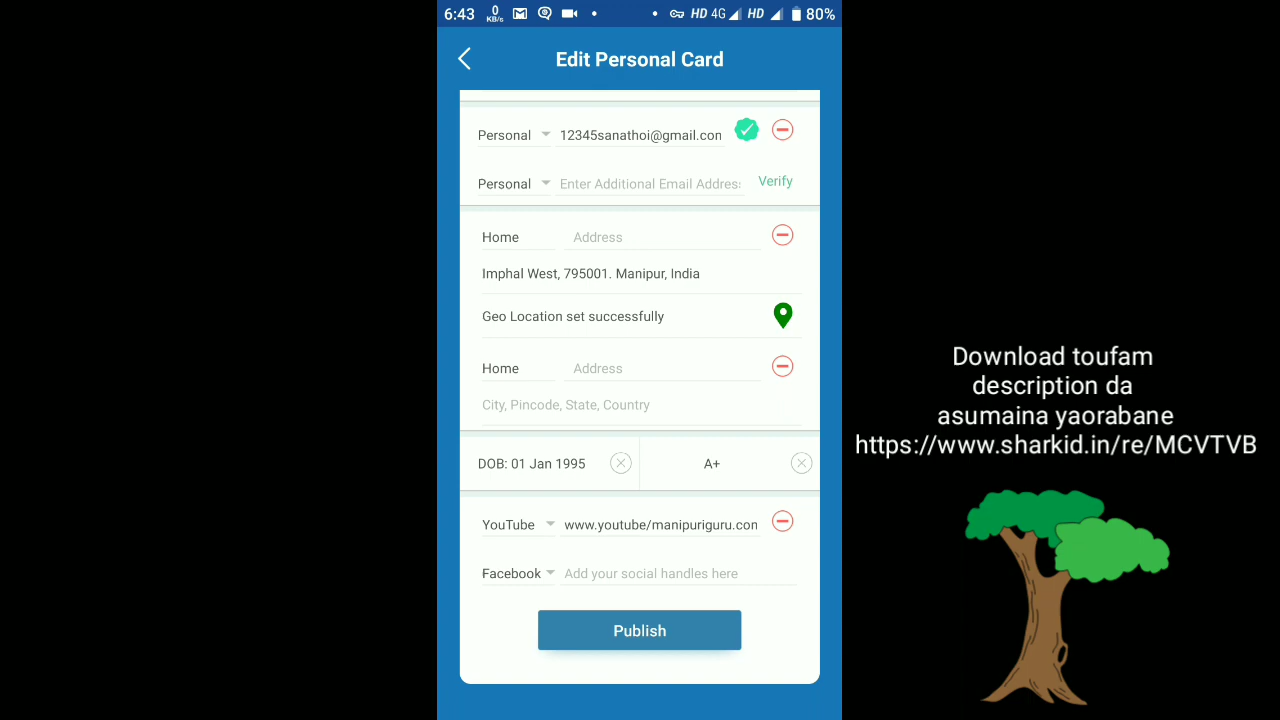 6:43 0 KB/s HD 4G HD 80%
Edit Personal Card
Personal 12345sanathoi@gmail.con
Personal Enter Additional Email Address Verify
Home Address
Imphal West, 795001. Manipur, India
Geo Location set successfully
Home Address
City, Pincode, State, Country
DOB: 01 Jan 1995 A+
YouTube www.youtube/manipuriguru.con
Facebook Add your social handles here
Publish
Download toufam
description da
asumaina yaorabane
https://www.sharkid.in/re/MCVTVB